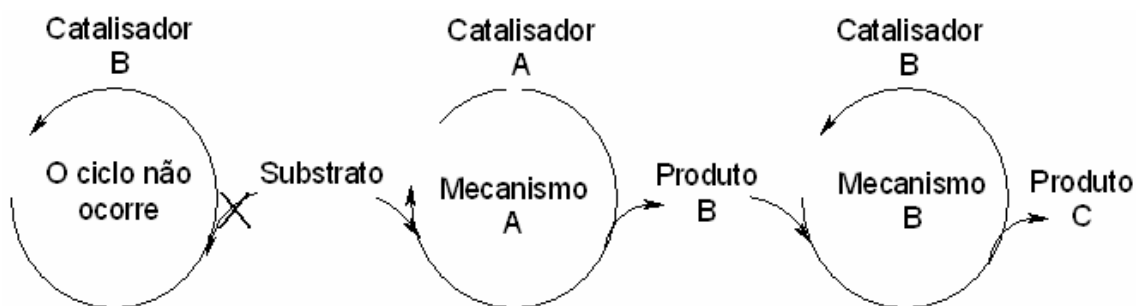 Catalisador
B
O ciclo não
ocorre
Substrato
Catalisador
A
Mecanismo
A
Produto
B
Catalisador
B
Mecanismo
B
Produto
C